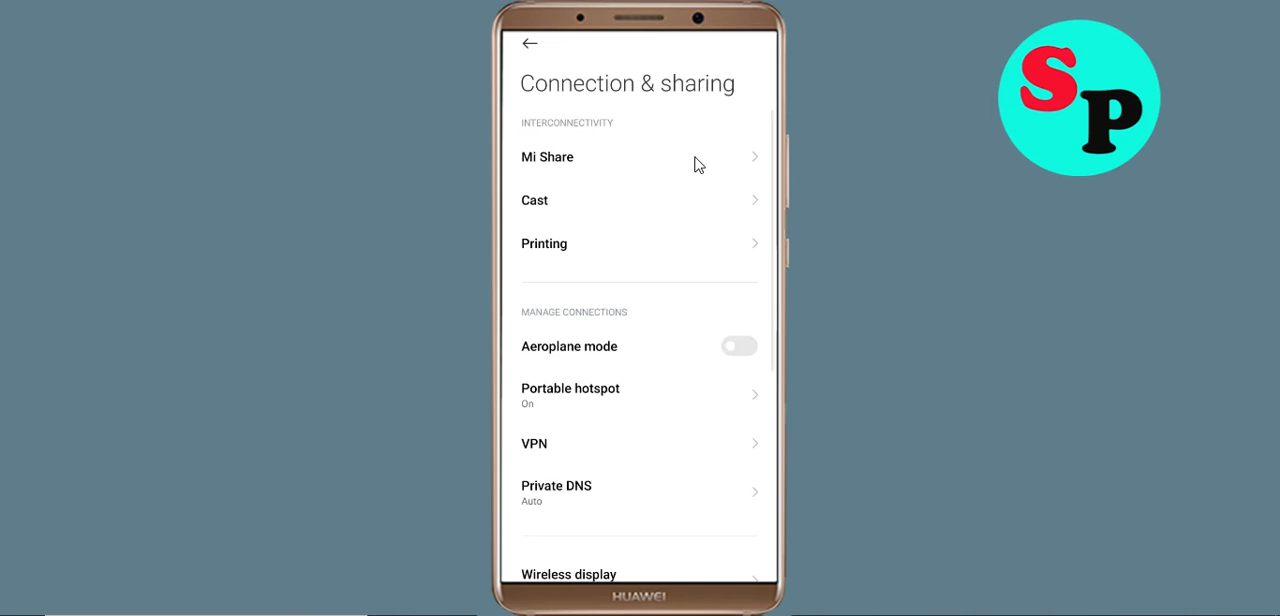 Connection & sharing
INTERCONNECTIVITY
Mi Share
Cast
Printing
MANAGE CONNECTIONS
Aeroplane mode
Portable hotspot
On
VPN
Private DNS
Auto
Wireless display
HUAWEI
SP